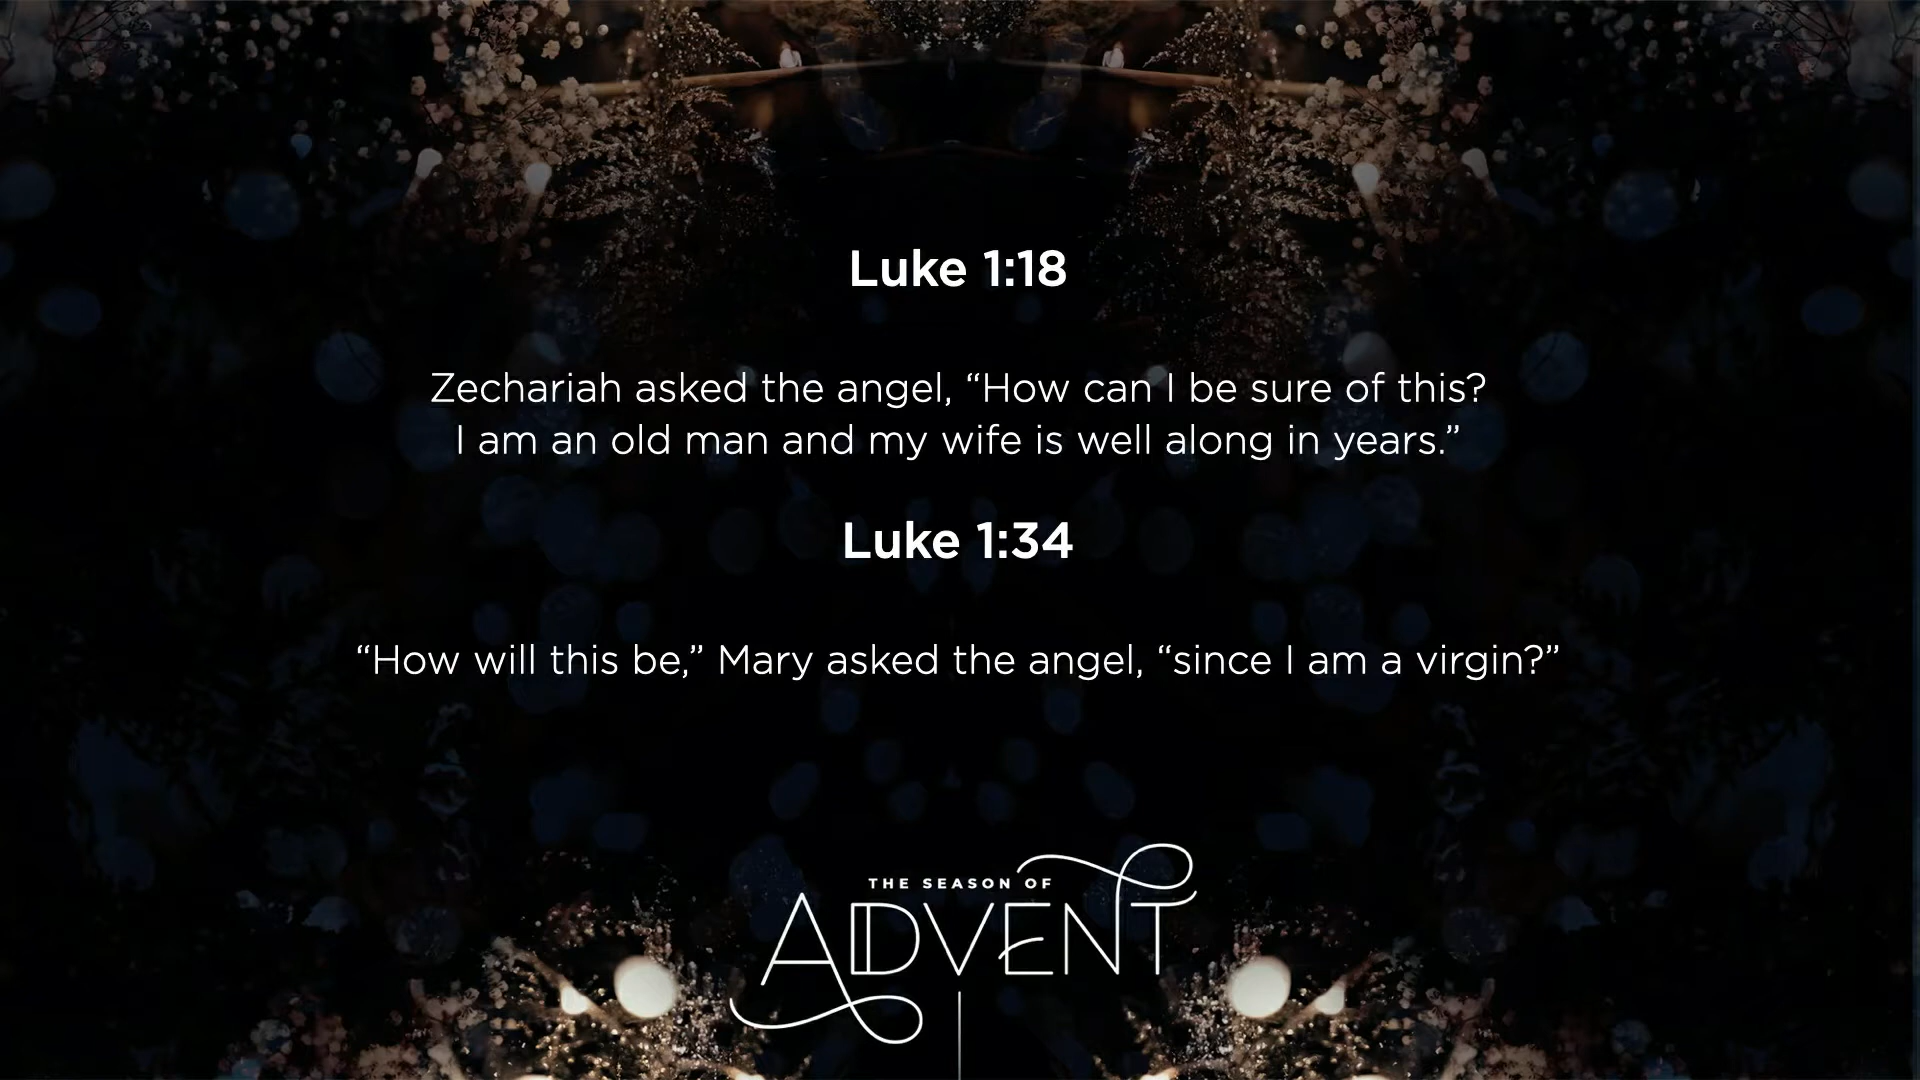 Luke 1:18
Zechariah asked the angel, “How can I be sure of this?
I am an old man and my wife is well along in years.”
Luke 1:34
“How will this be,” Mary asked the angel, “since I am a virgin?”
THE SEASON OF
ADVENT